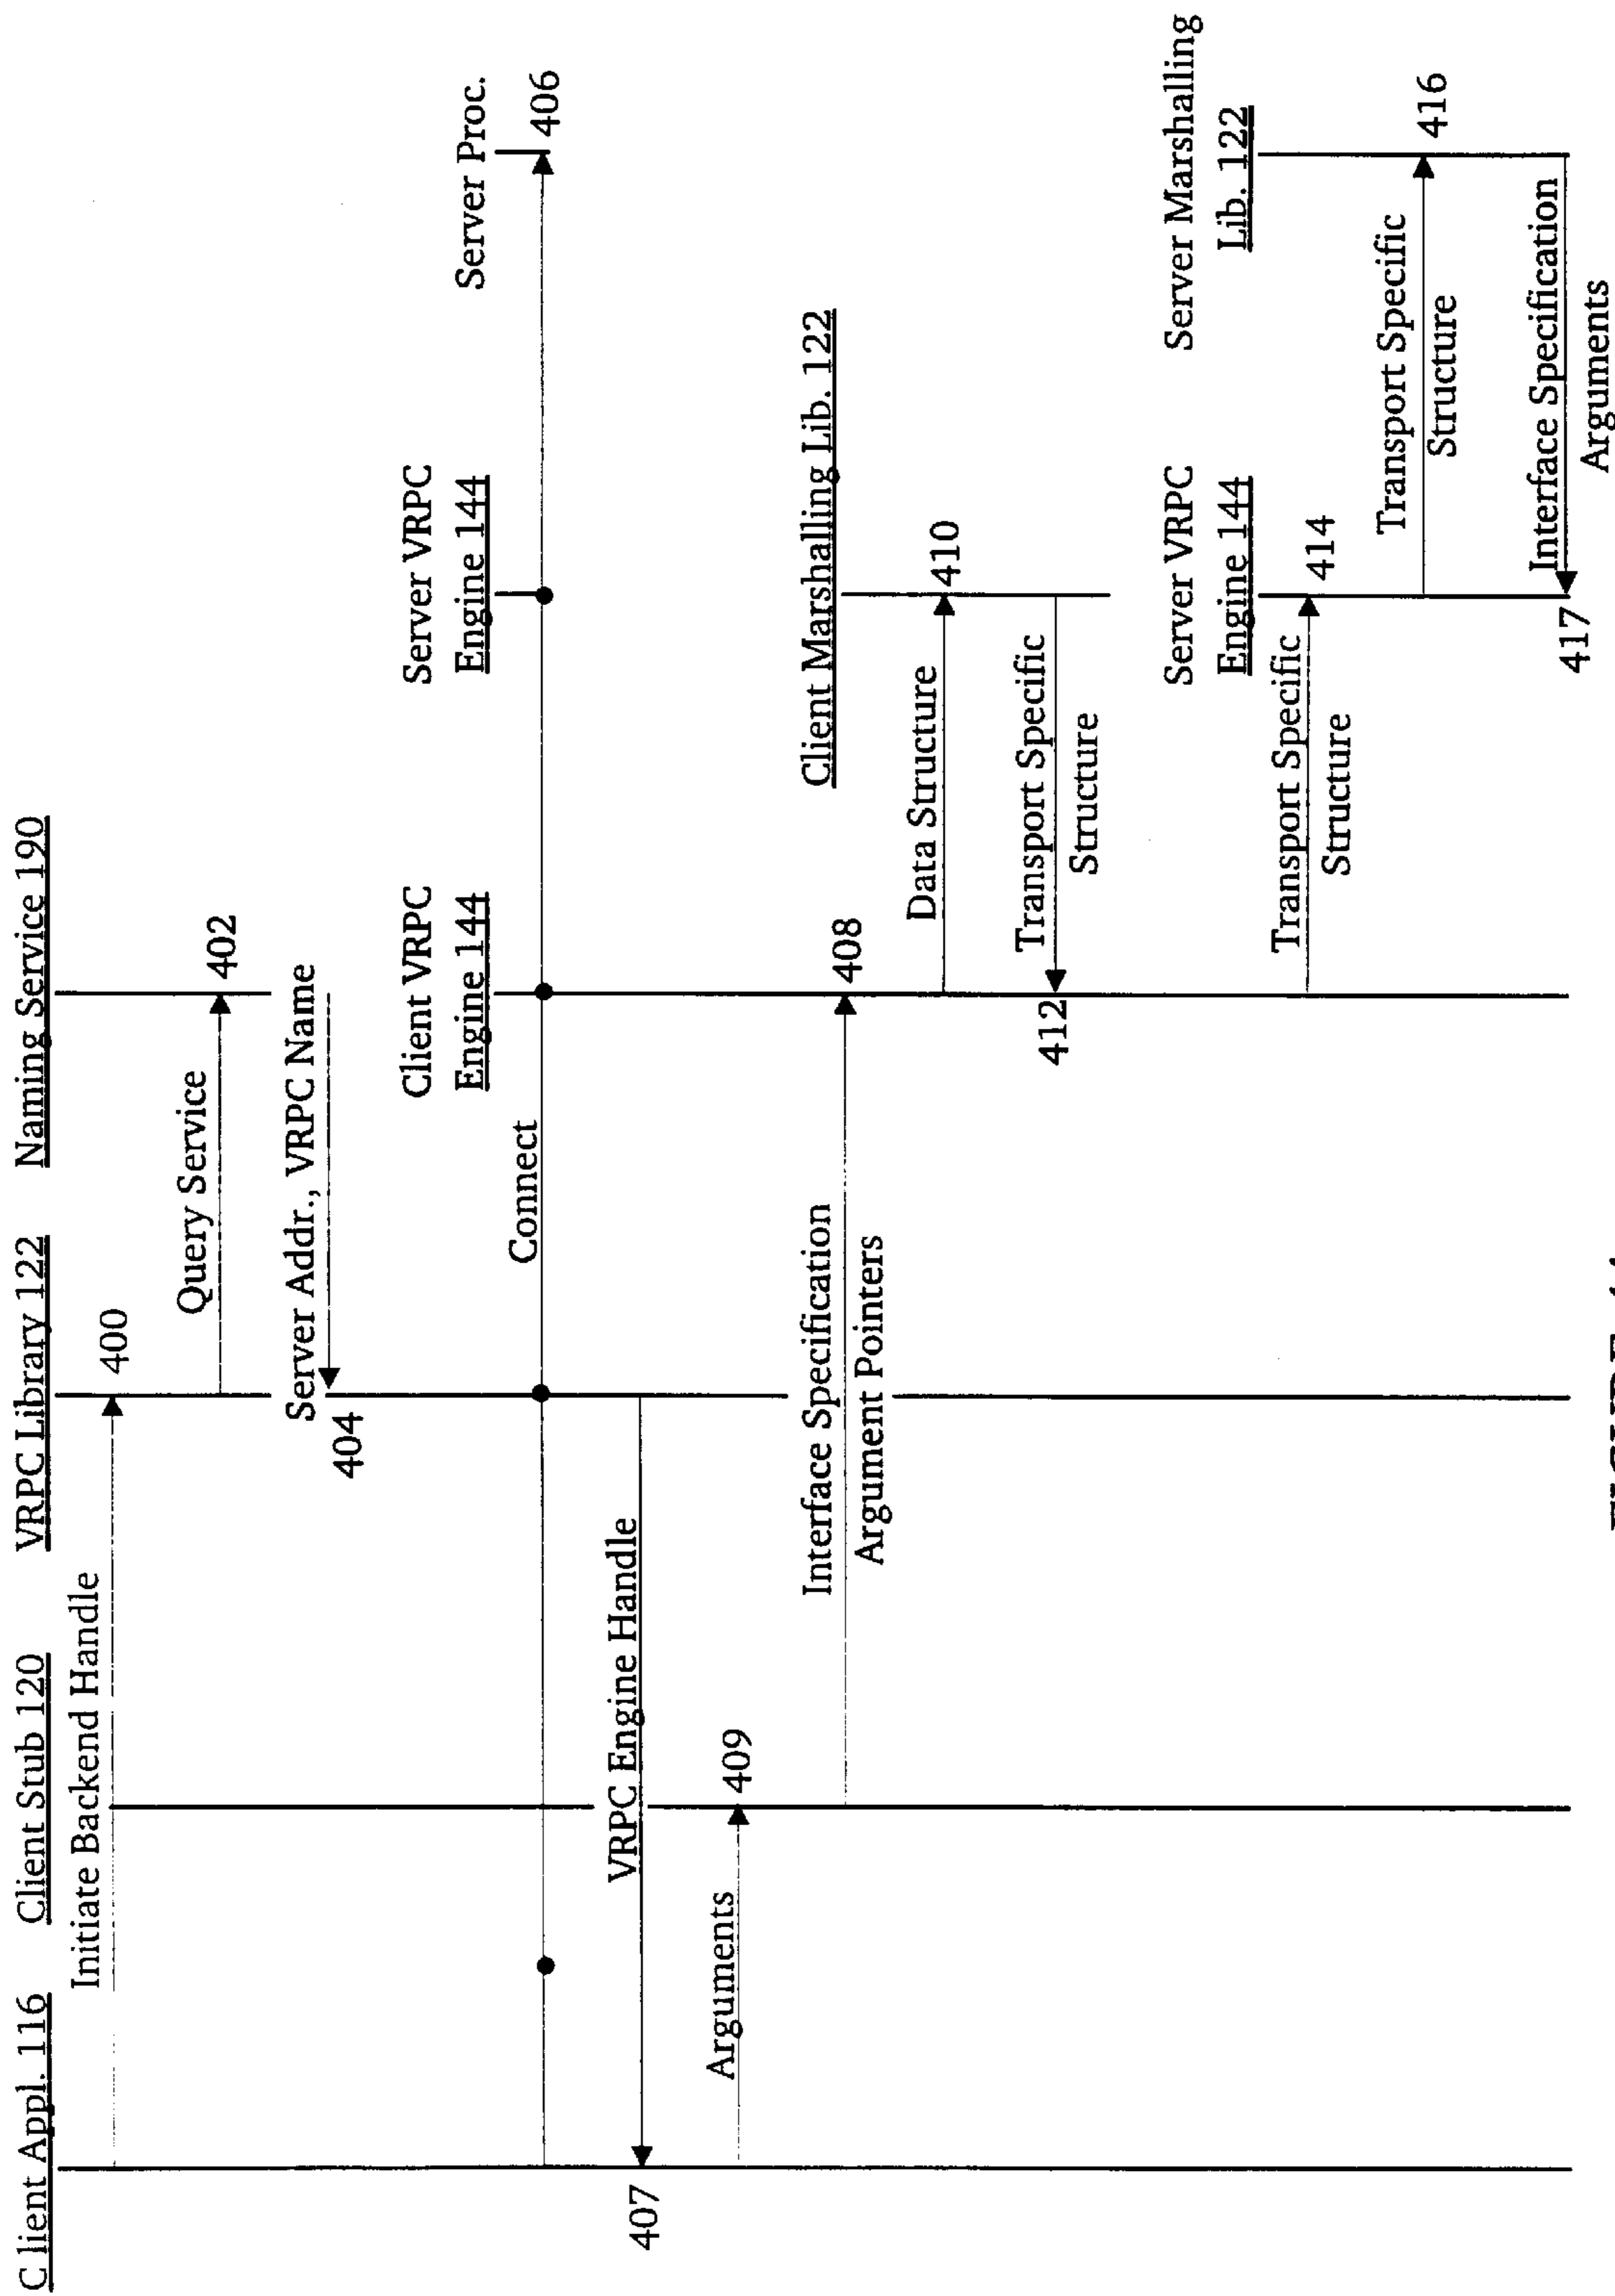 Client Appl. 116
Client Stub 120
VRPC Library 122
Naming Service 190
Initiate Backend Handle
400
Query Service
402
Server Addr., VRPC Name
404
Client VRPC
Engine 144
Server VRPC
Engine 144
Server Proc.
Connect
406
VRPC Engine Handle
407
Arguments
409
Interface Specification
Argument Pointers
408
Client Marshalling Lib. 122
Data Structure
410
Transport Specific
Structure
412
Server VRPC
Engine 144
Server Marshalling
Lib. 122
Transport Specific
Structure
414
Transport Specific
Structure
416
Interface Specification
Arguments
417